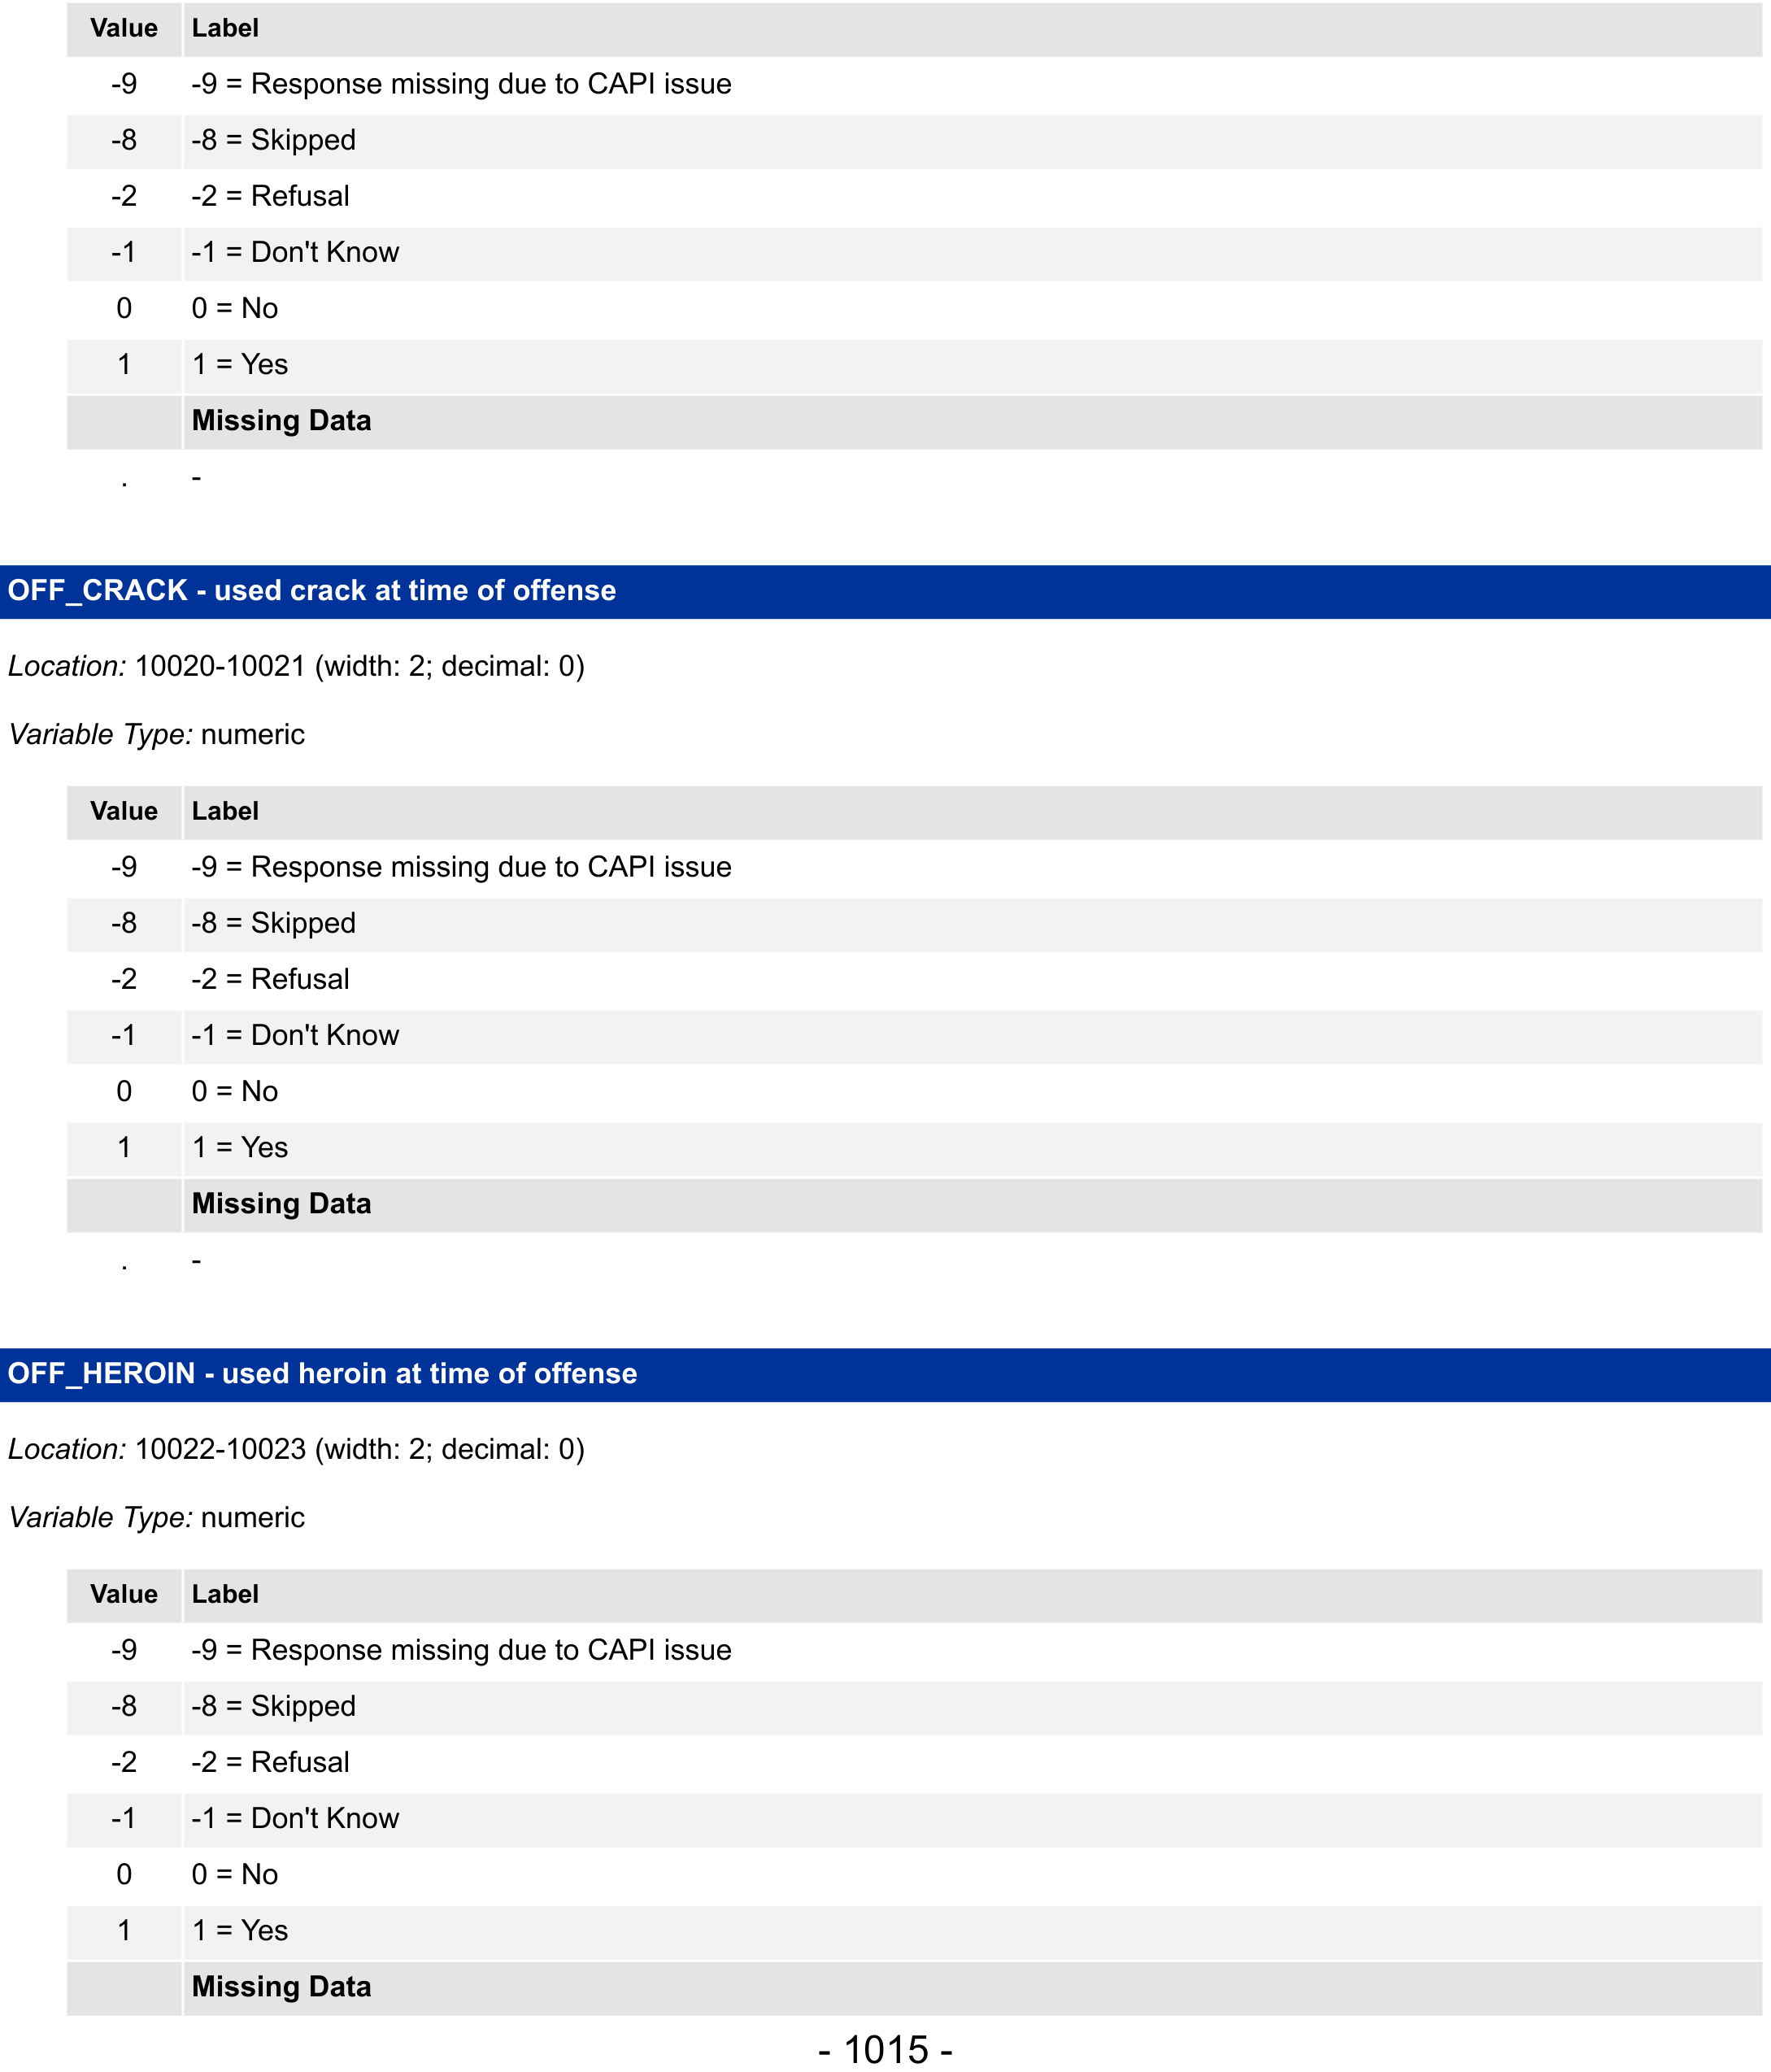 Value Label
-9 -9 = Response missing due to CAPI issue
-8 -8 = Skipped
-2 -2 = Refusal
-1 -1 = Don't Know
0 0 = No
1 1 = Yes
Missing Data
. -
OFF_CRACK - used crack at time of offense
Location: 10020-10021 (width: 2; decimal: 0)
Variable Type: numeric
Value Label
-9 -9 = Response missing due to CAPI issue
-8 -8 = Skipped
-2 -2 = Refusal
-1 -1 = Don't Know
0 0 = No
1 1 = Yes
Missing Data
. -
OFF_HEROIN - used heroin at time of offense
Location: 10022-10023 (width: 2; decimal: 0)
Variable Type: numeric
Value Label
-9 -9 = Response missing due to CAPI issue
-8 -8 = Skipped
-2 -2 = Refusal
-1 -1 = Don't Know
0 0 = No
1 1 = Yes
Missing Data
- 1015 -